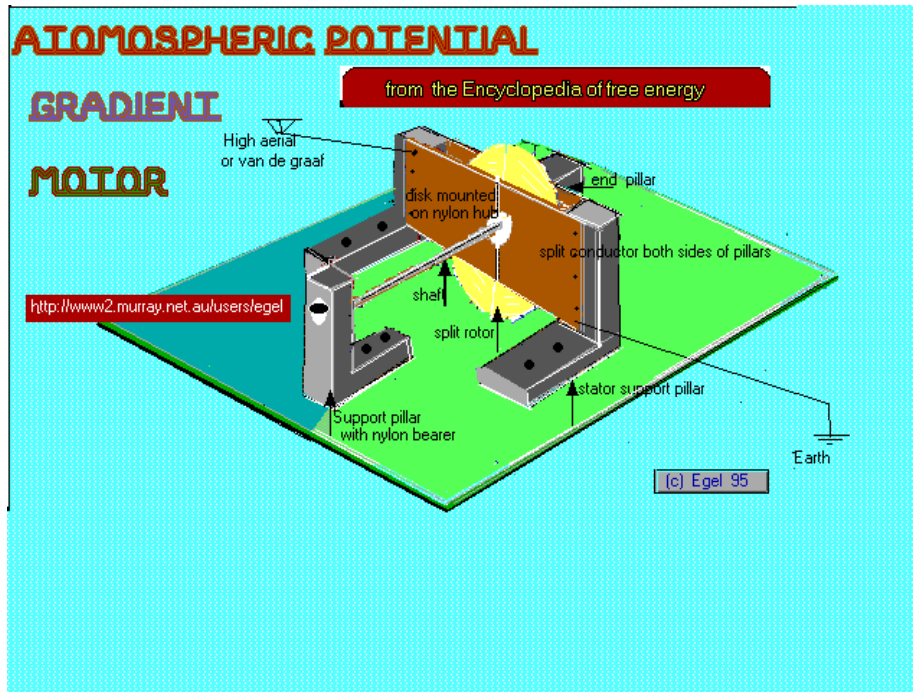 ATOMOSPHERIC POTENTIAL
GRADIENT
MOTOR
from the Encyclopedia of free energy
High aerial
or van de graaf
end pillar
disk mounted
on nylon hub
split conductor both sides of pillars
http://www2.murray.net.au/users/egel
shaft
split rotor
stator support pillar
Support pillar
with nylon bearer
Earth
(c) Egel 95